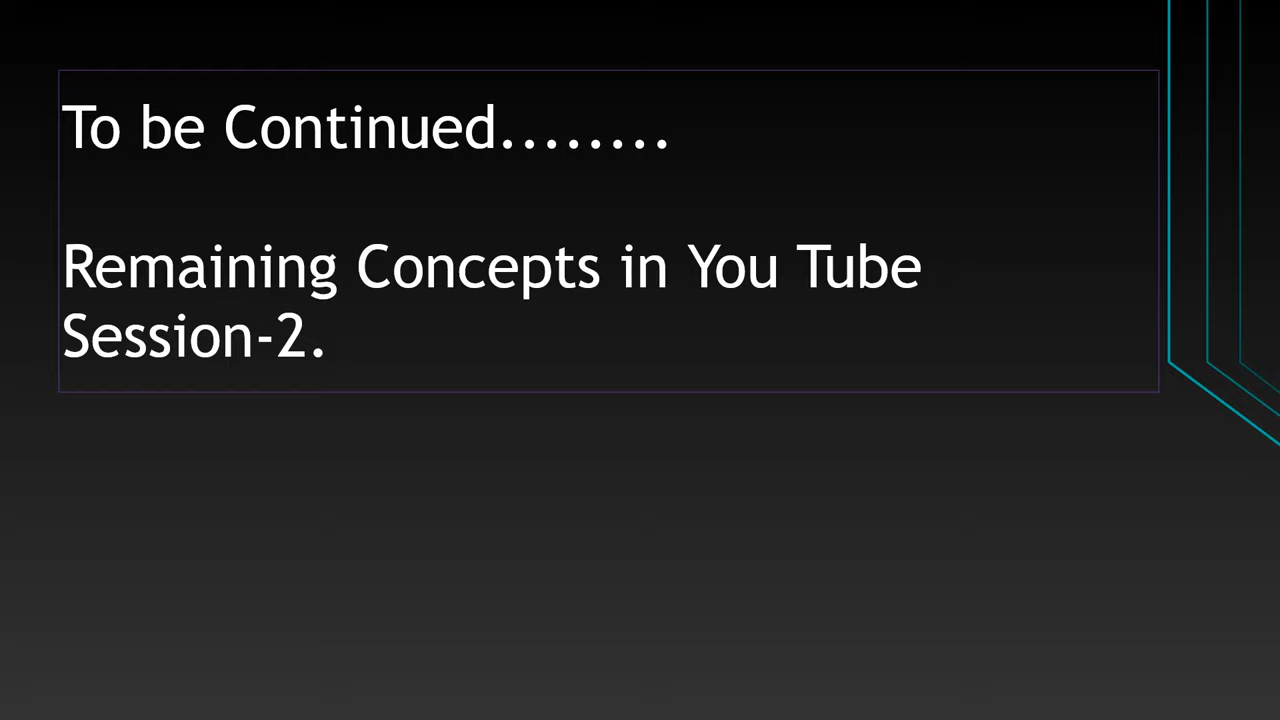 To be Continued........
Remaining Concepts in You Tube
Session-2.